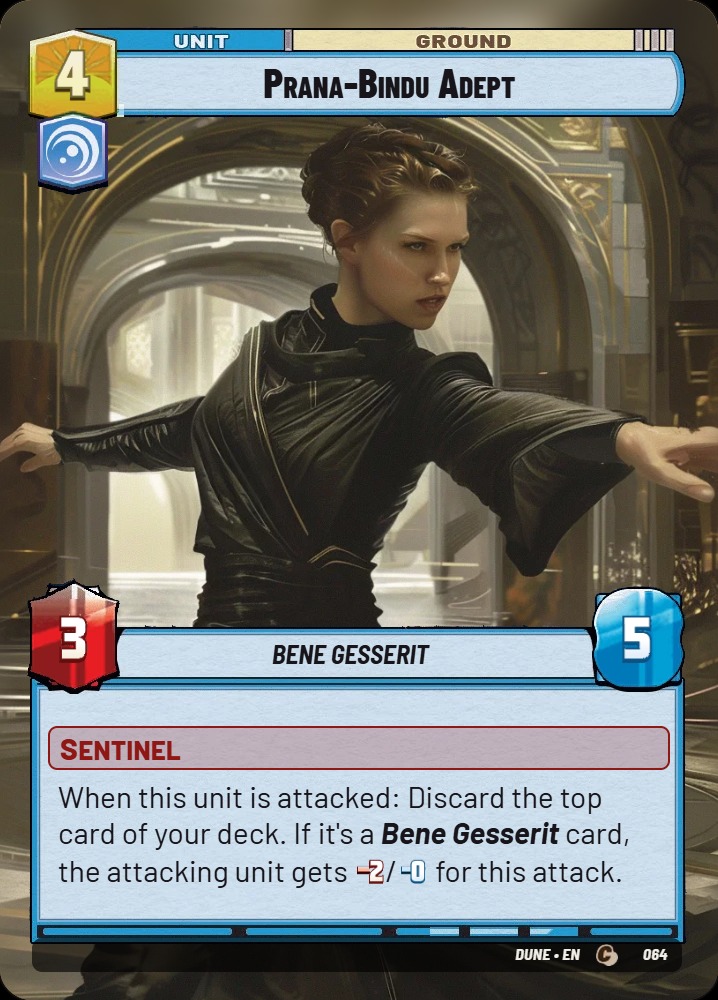 UNIT
GROUND
4
PRANA-BINDU ADEPT
3
BENE GESSERIT
5
SENTINEL
When this unit is attacked: Discard the top
card of your deck. If it's a Bene Gesserit card,
the attacking unit gets -2/-0 for this attack.
DUNE • EN C 064